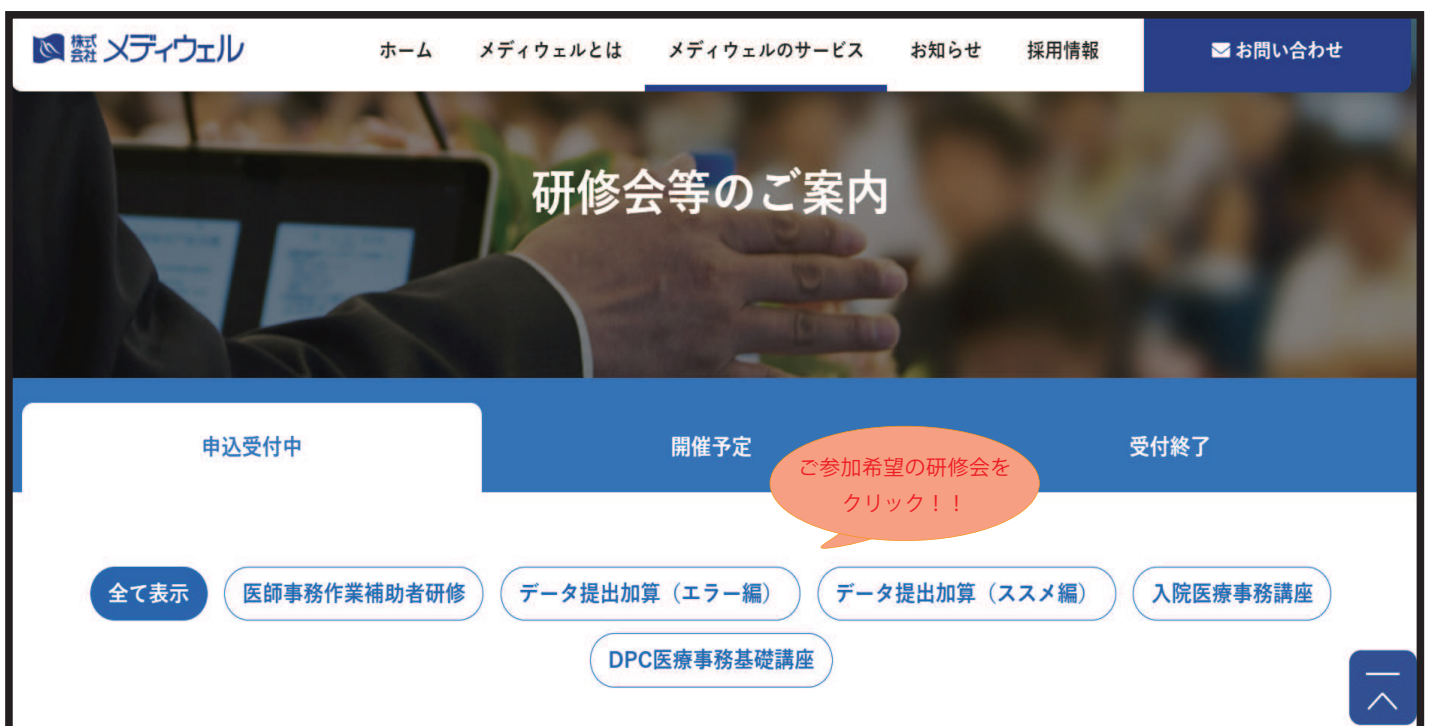 株式会社 メディウェル
ホーム メディウェルとは メディウェルのサービス お知らせ 採用情報 お問い合わせ
研修会等のご案内
申込受付中 開催予定 受付終了
ご参加希望の研修会を
クリック！！
全て表示 医師事務作業補助者研修 データ提出加算（エラー編） データ提出加算（ススメ編） 入院医療事務講座
DPC医療事務基礎講座